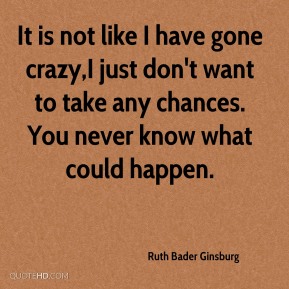 It is not like I have gone
crazy,I just don't want
to take any chances.
You never know what
could happen.
Ruth Bader Ginsburg
QUOTEHD.COM